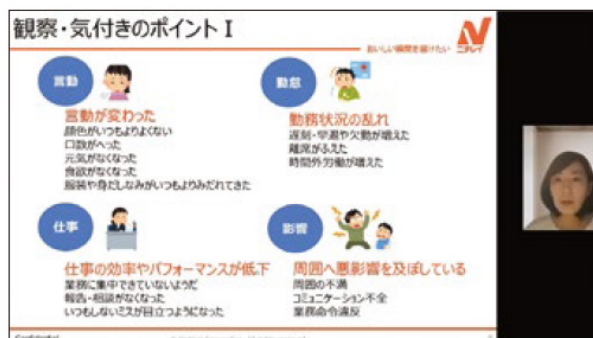 観察・気付きのポイント Ⅰ
おいしい瞬間を届けたい
ニチレイ
言動
言動が変わった
顔色がいつもよりよくない
口数がへった
元気がなくなった
食欲がなくなった
服装や身だしなみがいつもよりみだれてきた
勤怠
勤務状況の乱れ
遅刻・早退や欠勤が増えた
離席がふえた
時間外労働が増えた
仕事
仕事の効率やパフォーマンスが低下
業務に集中できていないようだ
報告・相談がなくなった
いつもしないミスが目立つようになった
影響
周囲へ悪影響を及ぼしている
周囲の不満
コミュニケーション不全
業務命令違反
Confidential